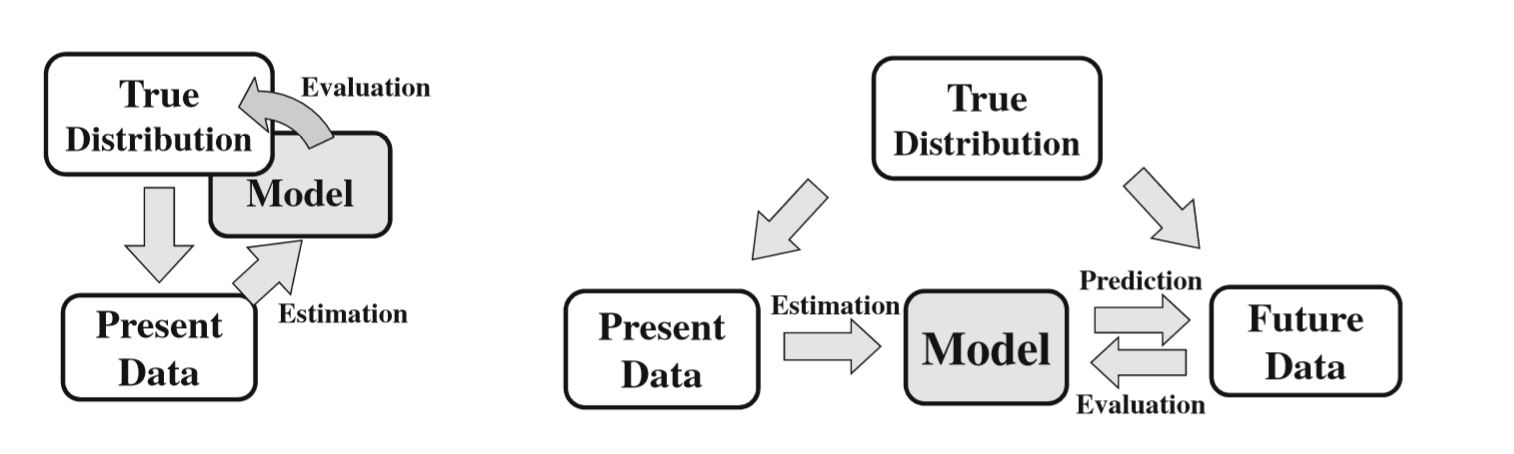 True
Distribution
Evaluation
Model
Estimation
Present
Data
True
Distribution
Present
Data
Estimation
Model
Prediction
Evaluation
Future
Data